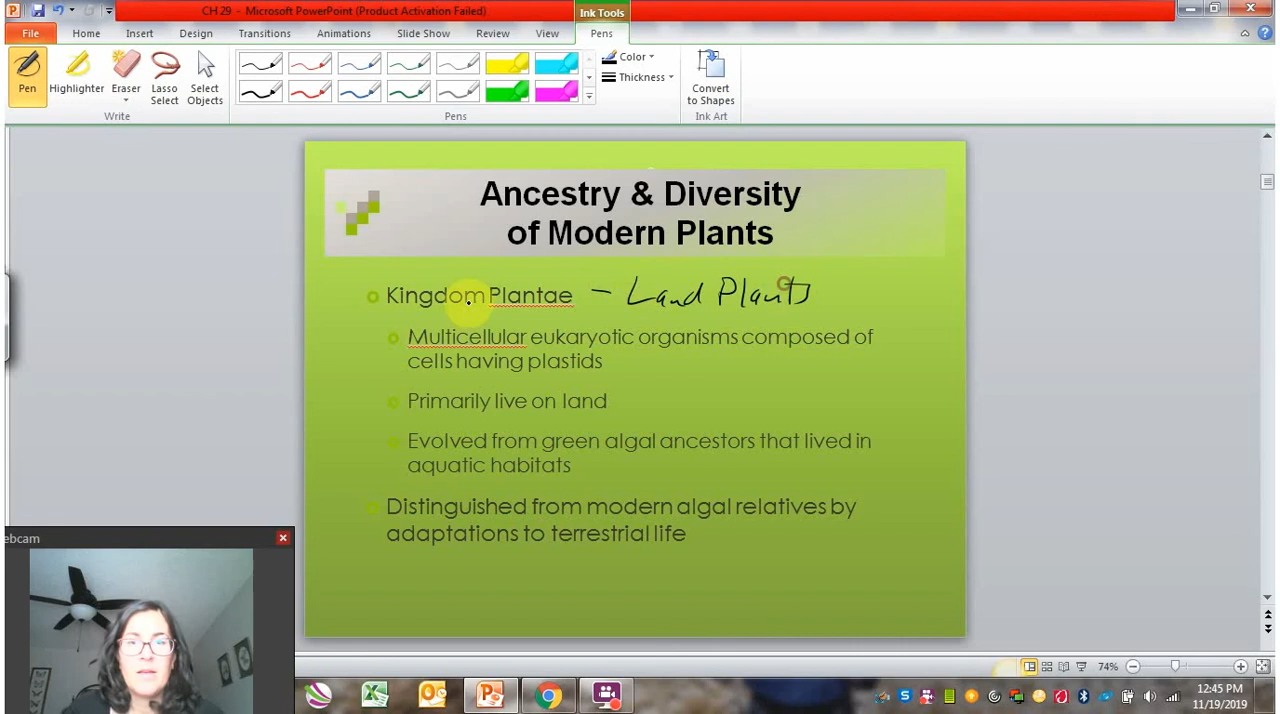 CH 29 - Microsoft PowerPoint (Product Activation Failed)
Ink Tools
File Home Insert Design Transitions Animations Slide Show Review View Pens
Pen
Highlighter
Eraser
Lasso
Select
Select
Objects
Color
Thickness
Convert
to Shapes
Write
Pens
Ink Art
Ancestry & Diversity
of Modern Plants
Kingdom Plantae – Land Plants
Multicellular eukaryotic organisms composed of
cells having plastids
Primarily live on land
Evolved from green algal ancestors that lived in
aquatic habitats
Distinguished from modern algal relatives by
adaptations to terrestrial life
ebcam
74%
12:45 PM
11/19/2019